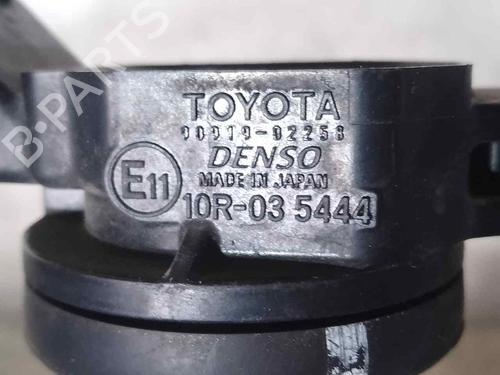 B-PARTS
TOYOTA
90919-02258
DENSO
E11
MADE IN JAPAN
10R-03 5444